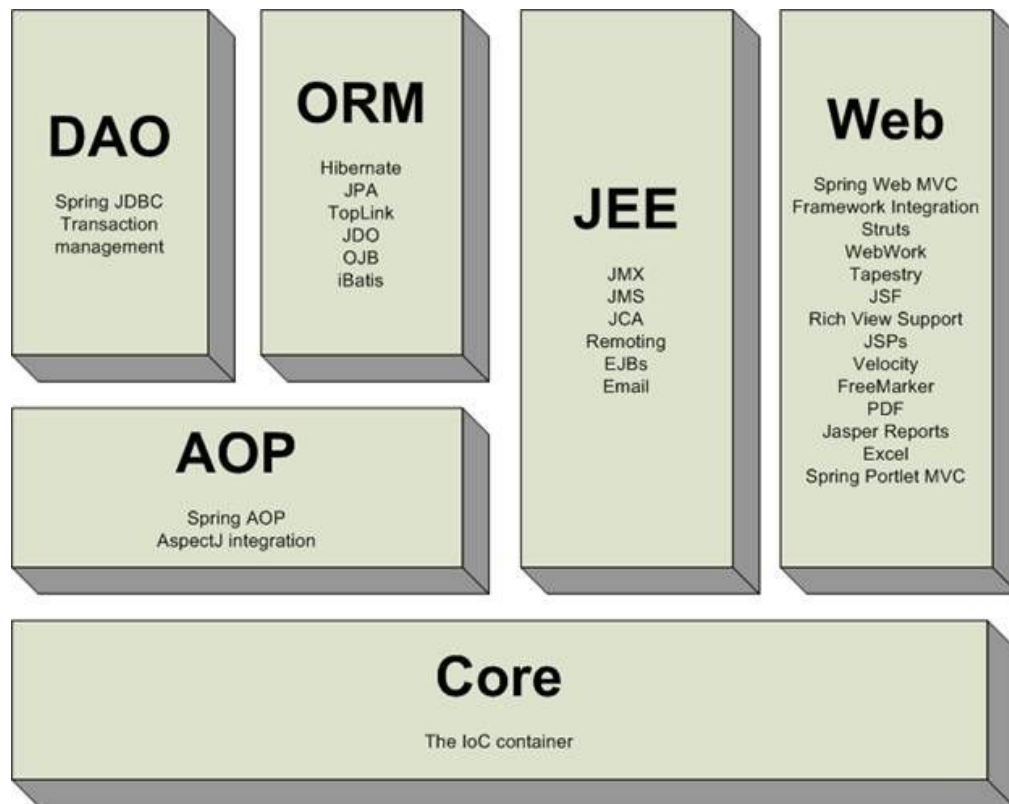 DAO
Spring JDBC
Transaction
management
ORM
Hibernate
JPA
TopLink
JDO
OJB
iBatis
JEE
JMX
JMS
JCA
Remoting
EJBs
Email
Web
Spring Web MVC
Framework Integration
Struts
WebWork
Tapestry
JSF
Rich View Support
JSPs
Velocity
FreeMarker
PDF
Jasper Reports
Excel
Spring Portlet MVC
AOP
Spring AOP
AspectJ integration
Core
The IoC container